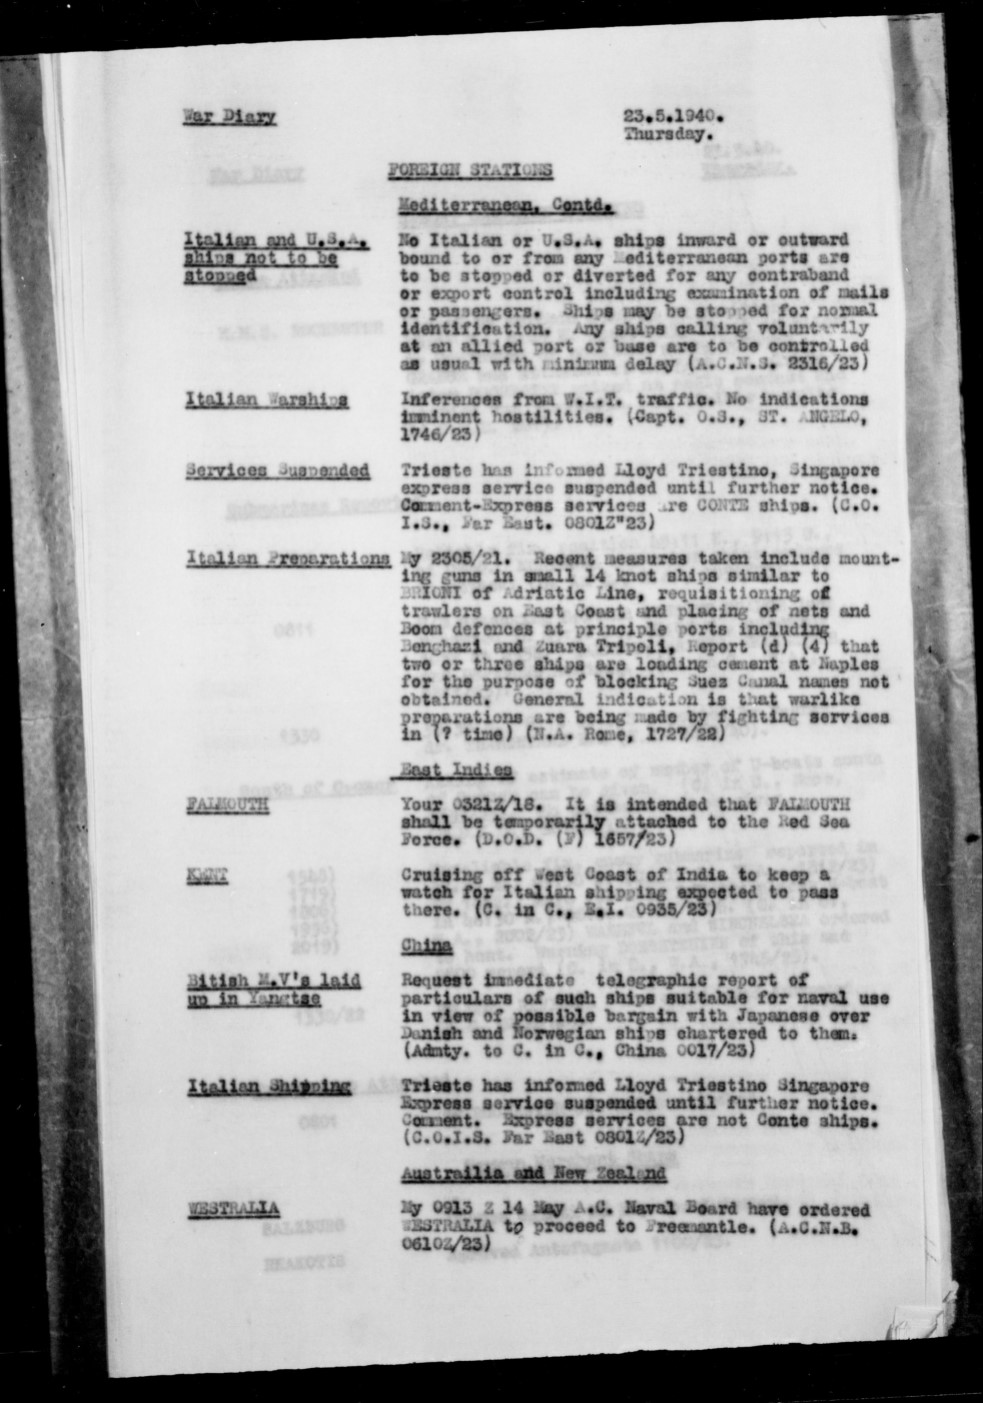 War Diary 23.5.1940.
Thursday.
FOREIGN STATIONS
Mediterranean, Contd.
Italian and U.S.A. ships not to be stopped
No Italian or U.S.A. ships inward or outward
bound to or from any Mediterranean ports are
to be stopped or diverted for any contraband
or export control including examination of mails
or passengers. Ships may be stopped for normal
identification. Any ships calling voluntarily
at an allied port or base are to be controlled
as usual with minimum delay (A.C.N.S. 2316/23)
Italian Warships
Inferences from W.I.T. traffic. No indications
imminent hostilities. (Capt. O.S., ST. ANGELO,
1746/23)
Services Suspended
Trieste has informed Lloyd Triestino, Singapore
express service suspended until further notice.
Comment-Express services are CONTE ships. (C.O.
I.S., Far East. 0801Z"23)
Italian Preparations
My 2305/21. Recent measures taken include mount-
ing guns in small 14 knot ships similar to
BRIONI of Adriatic Line, requisitioning of
trawlers on East Coast and placing of nets and
Boom defences at principle ports including
Benghazi and Zuara Tripoli, Report (d) (4) that
two or three ships are loading cement at Naples
for the purpose of blocking Suez Canal names not
obtained. General indication is that warlike
preparations are being made by fighting services
in (? time) (N.A. Rome, 1727/22)
East Indies
FALMOUTH
Your 0321Z/18. It is intended that FALMOUTH
shall be temporarily attached to the Red Sea
Force. (D.O.D. (F) 1657/23)
KENT
Cruising off West Coast of India to keep a
watch for Italian shipping expected to pass
there. (C. in C., E.I. 0935/23)
China
Bitish M.V's laid
up in Yangtse
Request immediate telegraphic report of
particulars of such ships suitable for naval use
in view of possible bargain with Japanese over
Danish and Norwegian ships chartered to them.
(Admty. to C. in C., China 0017/23)
Italian Shipping
Trieste has informed Lloyd Triestino Singapore
Express service suspended until further notice.
Comment. Express services are not Conte ships.
(C.O.I.S. Far East 0801Z/23)
Austrailia and New Zealand
WESTRALIA
My 0913 Z 14 May A.C. Naval Board have ordered
WESTRALIA to proceed to Freemantle. (A.C.N.B.
0610Z/23)